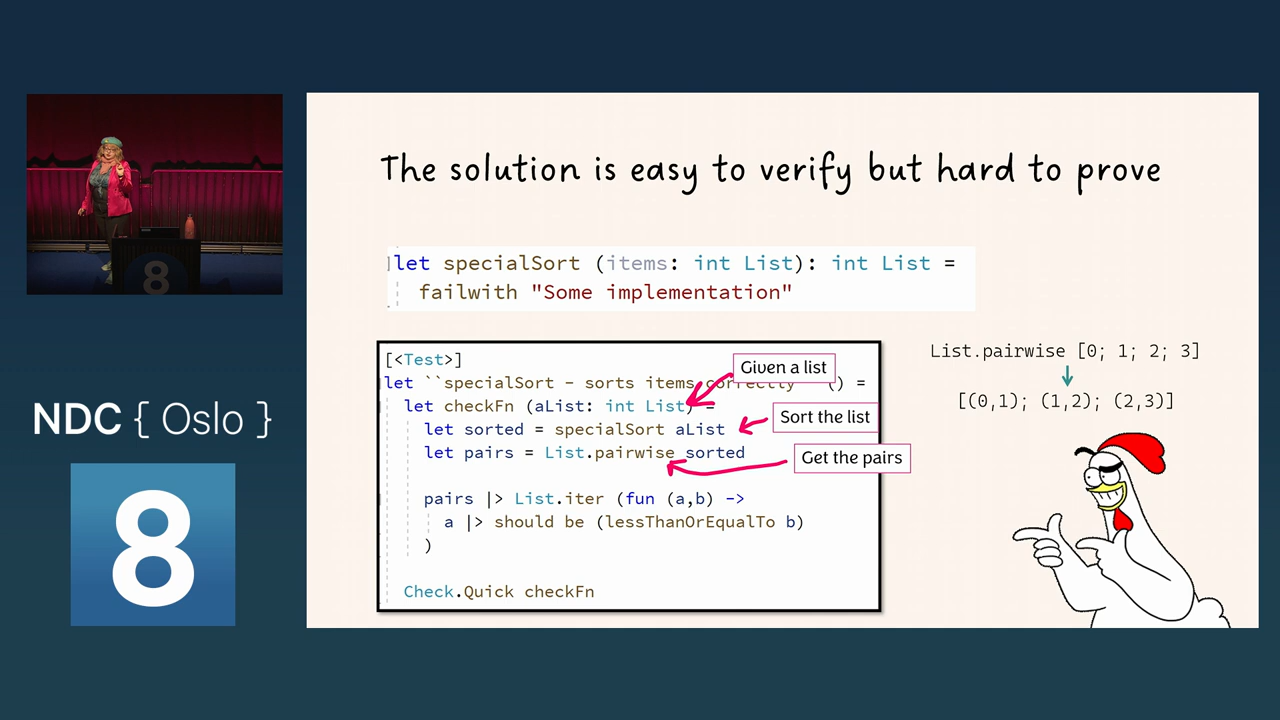 The solution is easy to verify but hard to prove
let specialSort (items: int List): int List =
failwith "Some implementation"
[<Test>]
let ``specialSort - sorts items correctly`` () =
let checkFn (aList: int List) =
let sorted = specialSort aList
let pairs = List.pairwise sorted
pairs |> List.iter (fun (a,b) ->
a |> should be (lessThanOrEqualTo b)
)
Check.Quick checkFn
Given a list
Sort the list
Get the pairs
List.pairwise [0; 1; 2; 3]
[(0,1); (1,2); (2,3)]
NDC { Oslo }
8
8